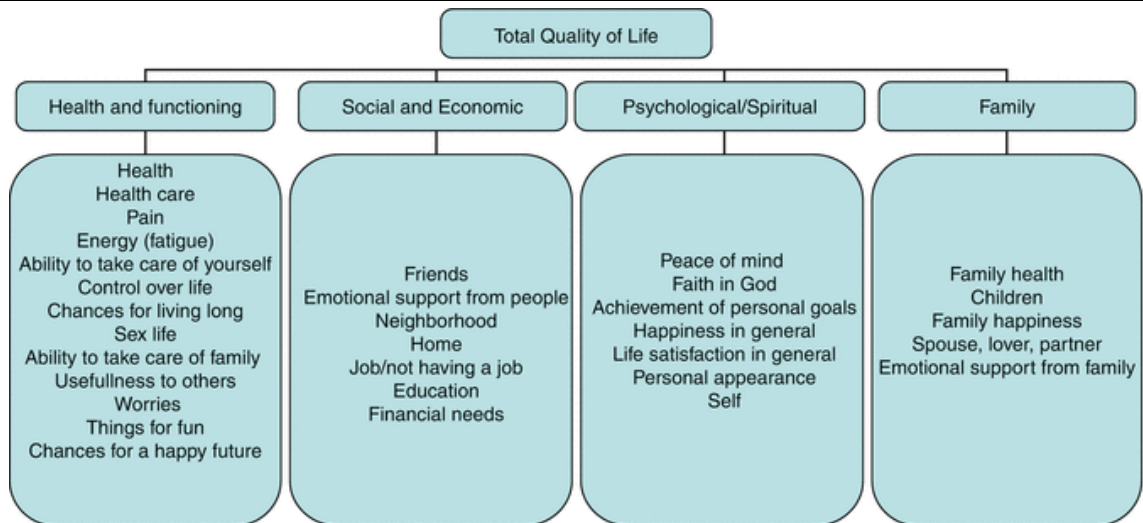 Total Quality of Life
Health and functioning
Social and Economic
Psychological/Spiritual
Family
Health
Health care
Pain
Energy (fatigue)
Ability to take care of yourself
Control over life
Chances for living long
Sex life
Ability to take care of family
Usefullness to others
Worries
Things for fun
Chances for a happy future
Friends
Emotional support from people
Neighborhood
Home
Job/not having a job
Education
Financial needs
Peace of mind
Faith in God
Achievement of personal goals
Happiness in general
Life satisfaction in general
Personal appearance
Self
Family health
Children
Family happiness
Spouse, lover, partner
Emotional support from family